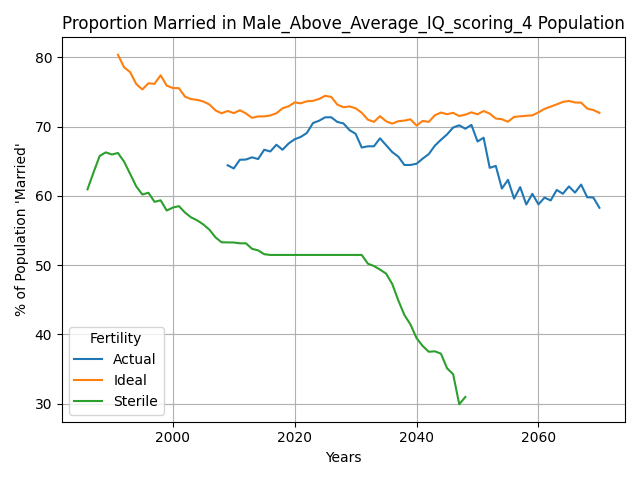 Proportion Married in Male_Above_Average_IQ_scoring_4 Population
% of Population 'Married'
80
70
60
50
40
30
Fertility
Actual
Ideal
Sterile
2000
2020
2040
2060
Years